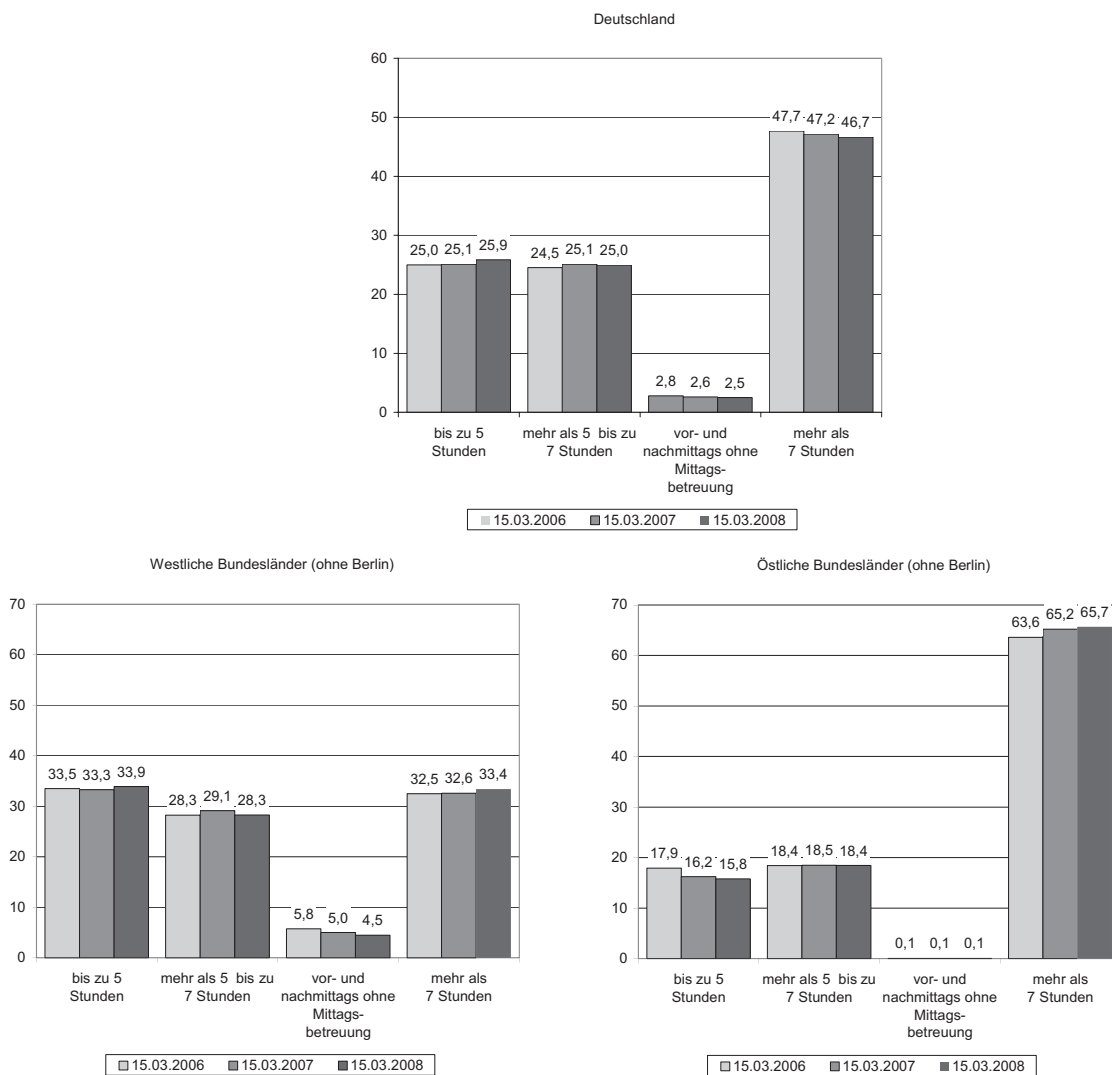 Deutschland
60
50
40
30
20
10
0
47,7 47,2 46,7
25,0 25,1 25,9
24,5 25,1 25,0
2,8 2,6 2,5
bis zu 5
Stunden
mehr als 5 bis zu
7 Stunden
vor- und
nachmittags ohne
Mittags-
betreuung
mehr als
7 Stunden
15.03.2006 15.03.2007 15.03.2008
Westliche Bundesländer (ohne Berlin)
70
60
50
40
30
20
10
0
33,5 33,3 33,9
28,3 29,1 28,3
5,8 5,0 4,5
32,5 32,6 33,4
bis zu 5
Stunden
mehr als 5 bis zu
7 Stunden
vor- und
nachmittags ohne
Mittags-
betreuung
mehr als
7 Stunden
15.03.2006 15.03.2007 15.03.2008
Östliche Bundesländer (ohne Berlin)
70
60
50
40
30
20
10
0
17,9 16,2 15,8
18,4 18,5 18,4
0,1 0,1 0,1
63,6 65,2 65,7
bis zu 5
Stunden
mehr als 5 bis zu
7 Stunden
vor- und
nachmittags ohne
Mittags-
betreuung
mehr als
7 Stunden
15.03.2006 15.03.2007 15.03.2008